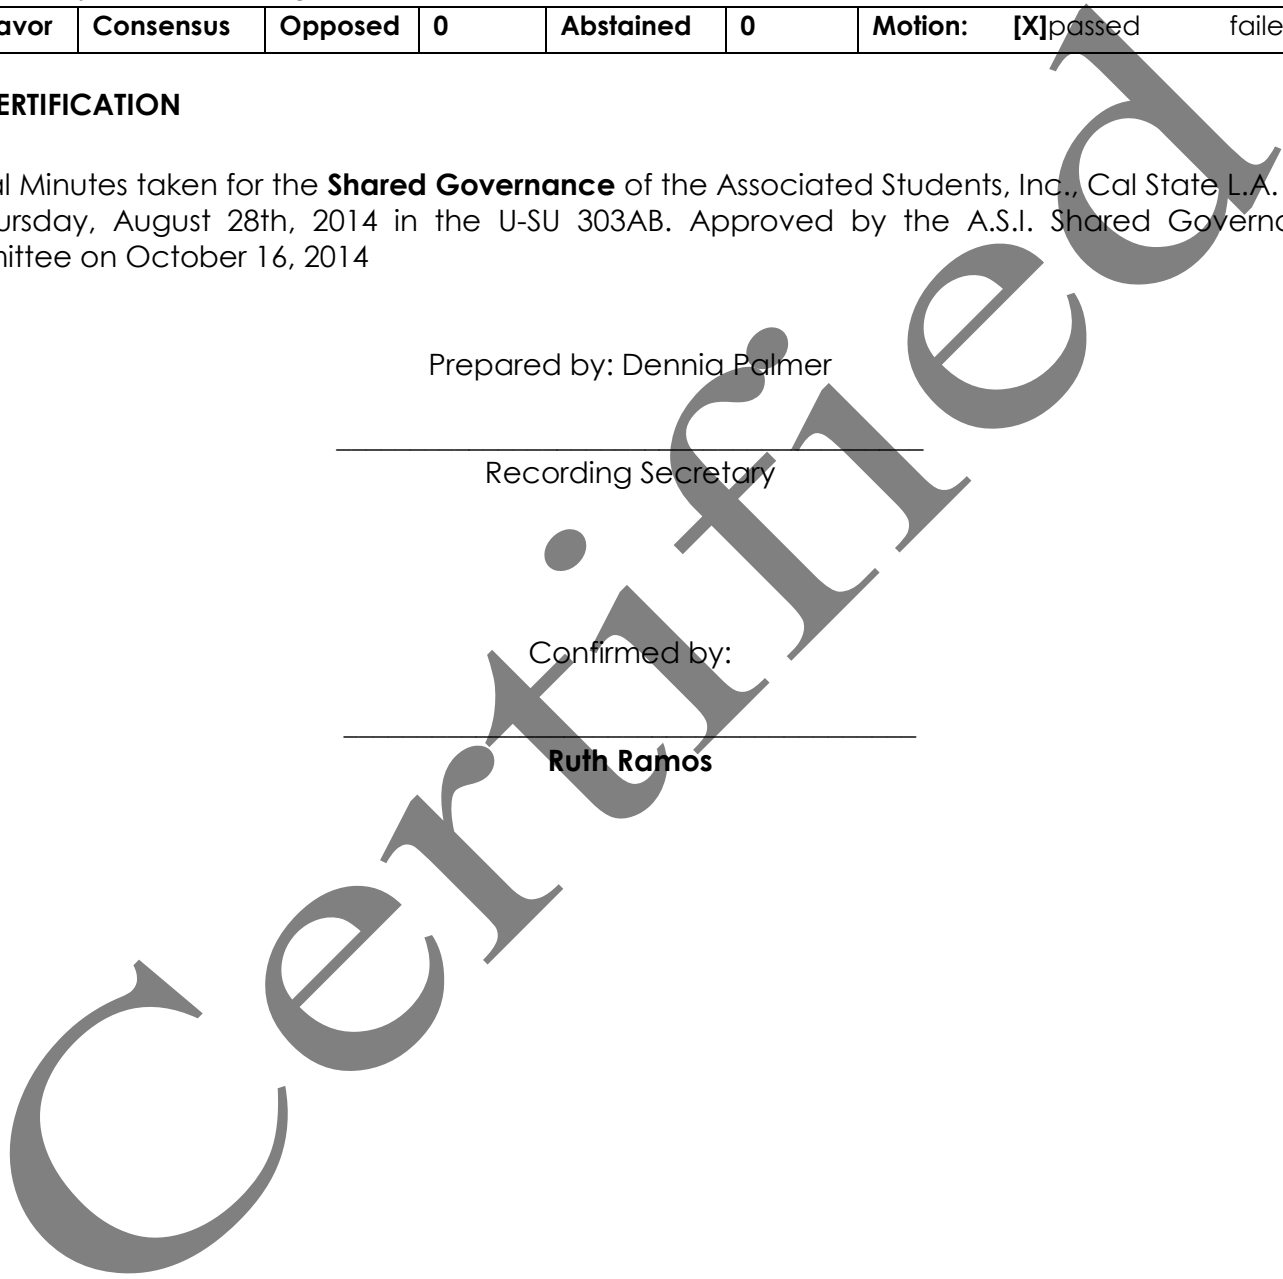 avor Consensus Opposed 0 Abstained 0 Motion: [X]passed faile
ERTIFICATION
al Minutes taken for the Shared Governance of the Associated Students, Inc., Cal State L.A.
ursday, August 28th, 2014 in the U-SU 303AB. Approved by the A.S.I. Shared Governa
mittee on October 16, 2014
Prepared by: Dennia Palmer
Recording Secretary
Confirmed by:
Ruth Ramos
Certified